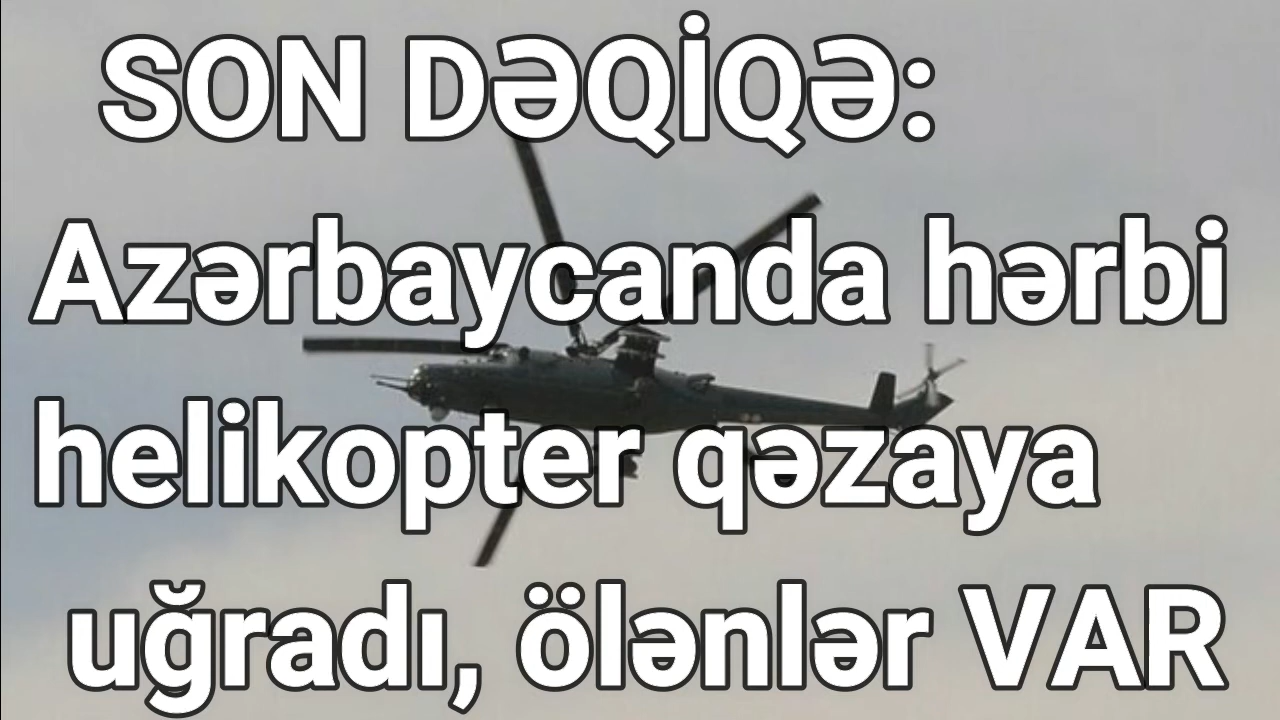 SON DƏQİQƏ:
Azərbaycanda hərbi
helikopter qəzaya
uğradı, ölənlər VAR